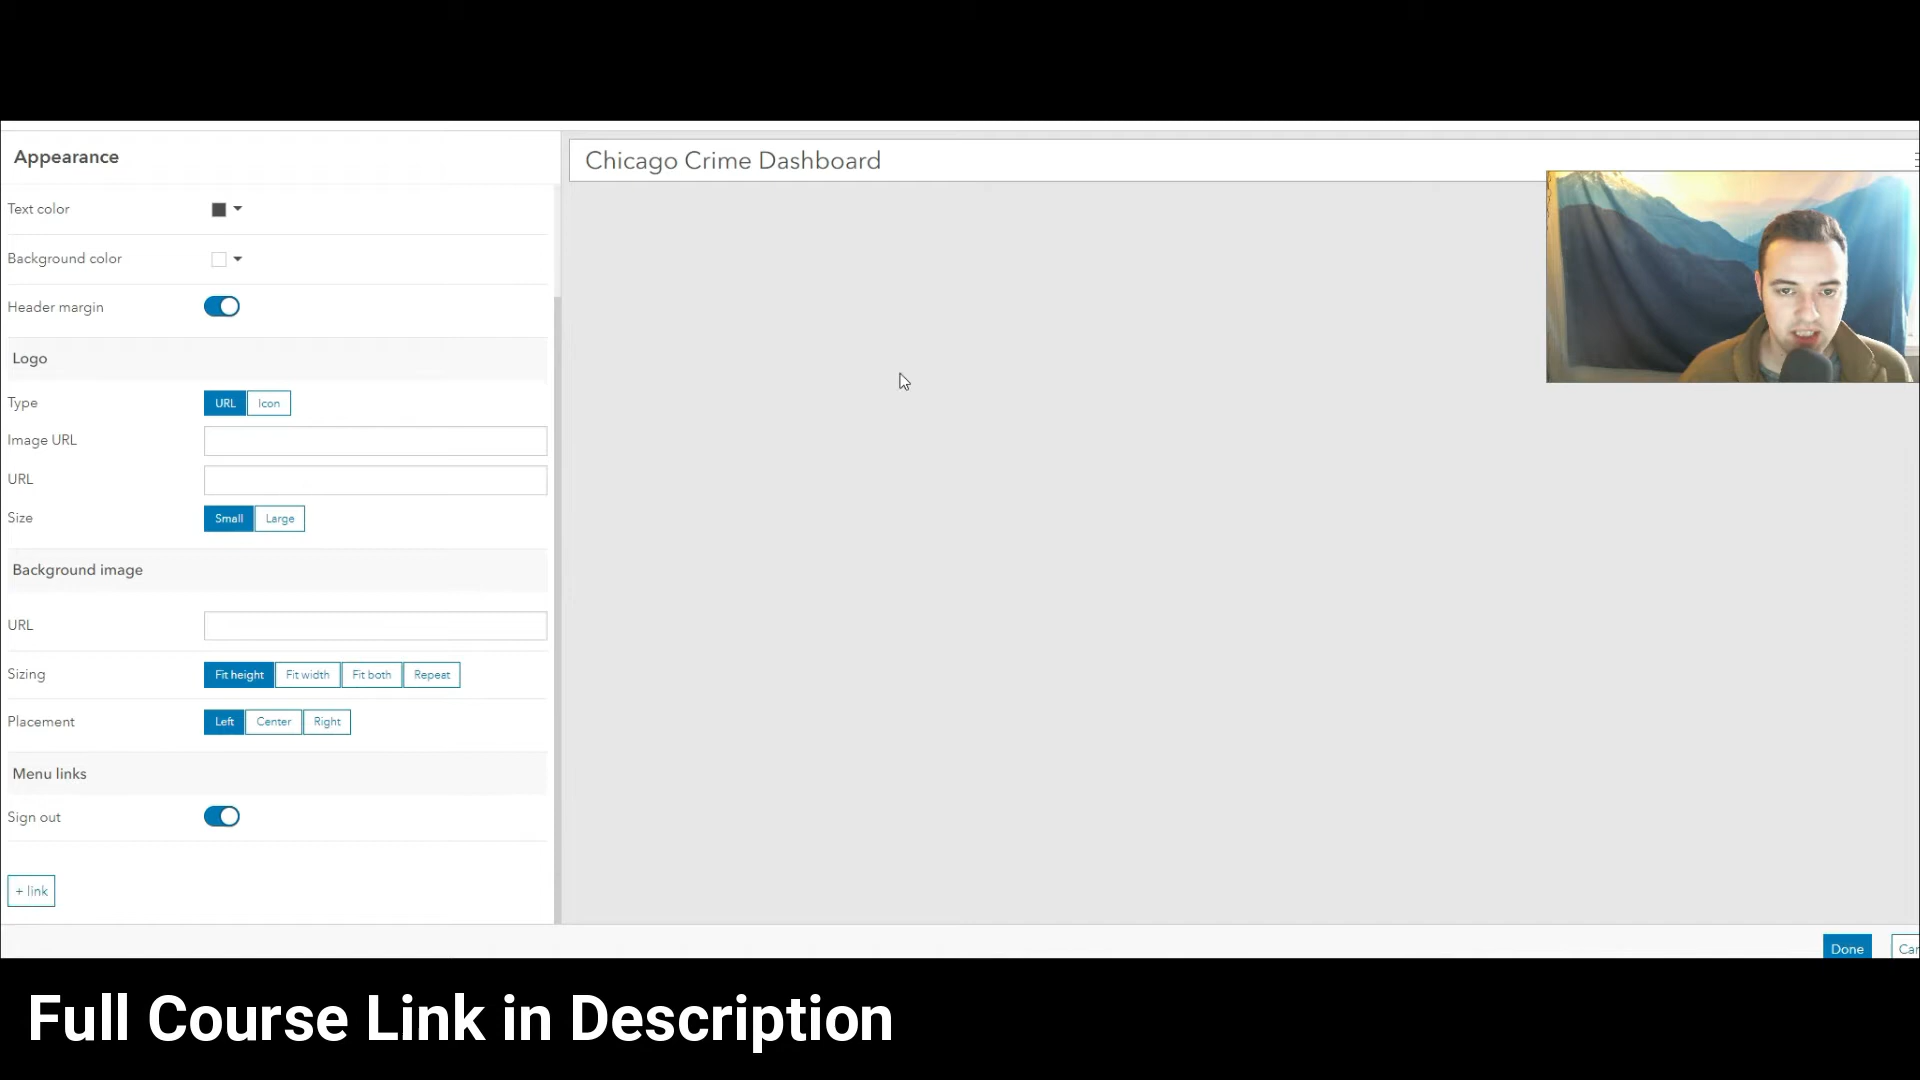 Appearance
Chicago Crime Dashboard
Text color
Background color
Header margin
Logo
Type
URL
Icon
Image URL
URL
Size
Small
Large
Background image
URL
Sizing
Fit height
Fit width
Fit both
Repeat
Placement
Left
Center
Right
Menu links
Sign out
+ link
Done
Can
Full Course Link in Description